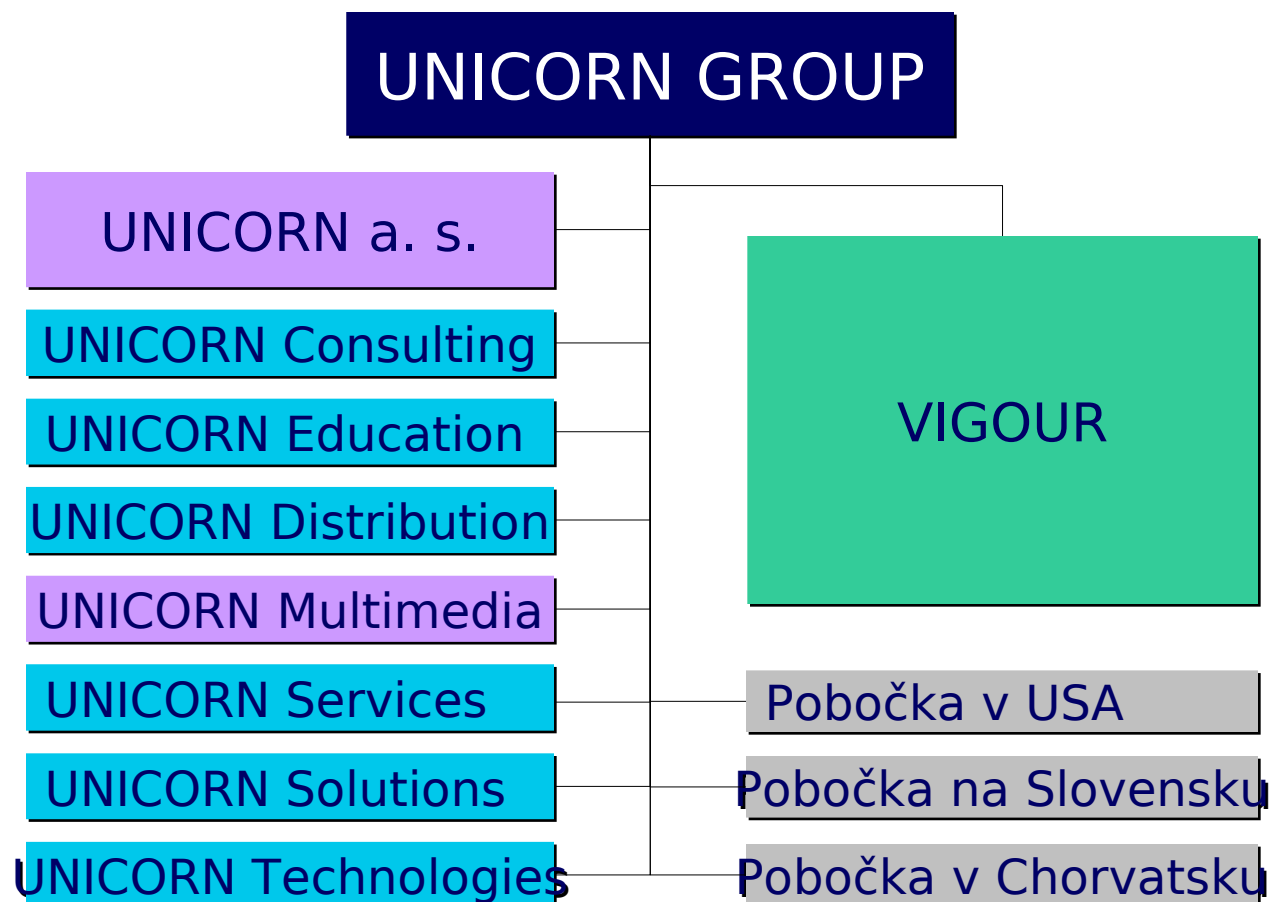 UNICORN GROUP
UNICORN a. s.
UNICORN Consulting
UNICORN Education
UNICORN Distribution
UNICORN Multimedia
UNICORN Services
UNICORN Solutions
UNICORN Technologies
VIGOUR
Pobočka v USA
Pobočka na Slovensku
Pobočka v Chorvatsku